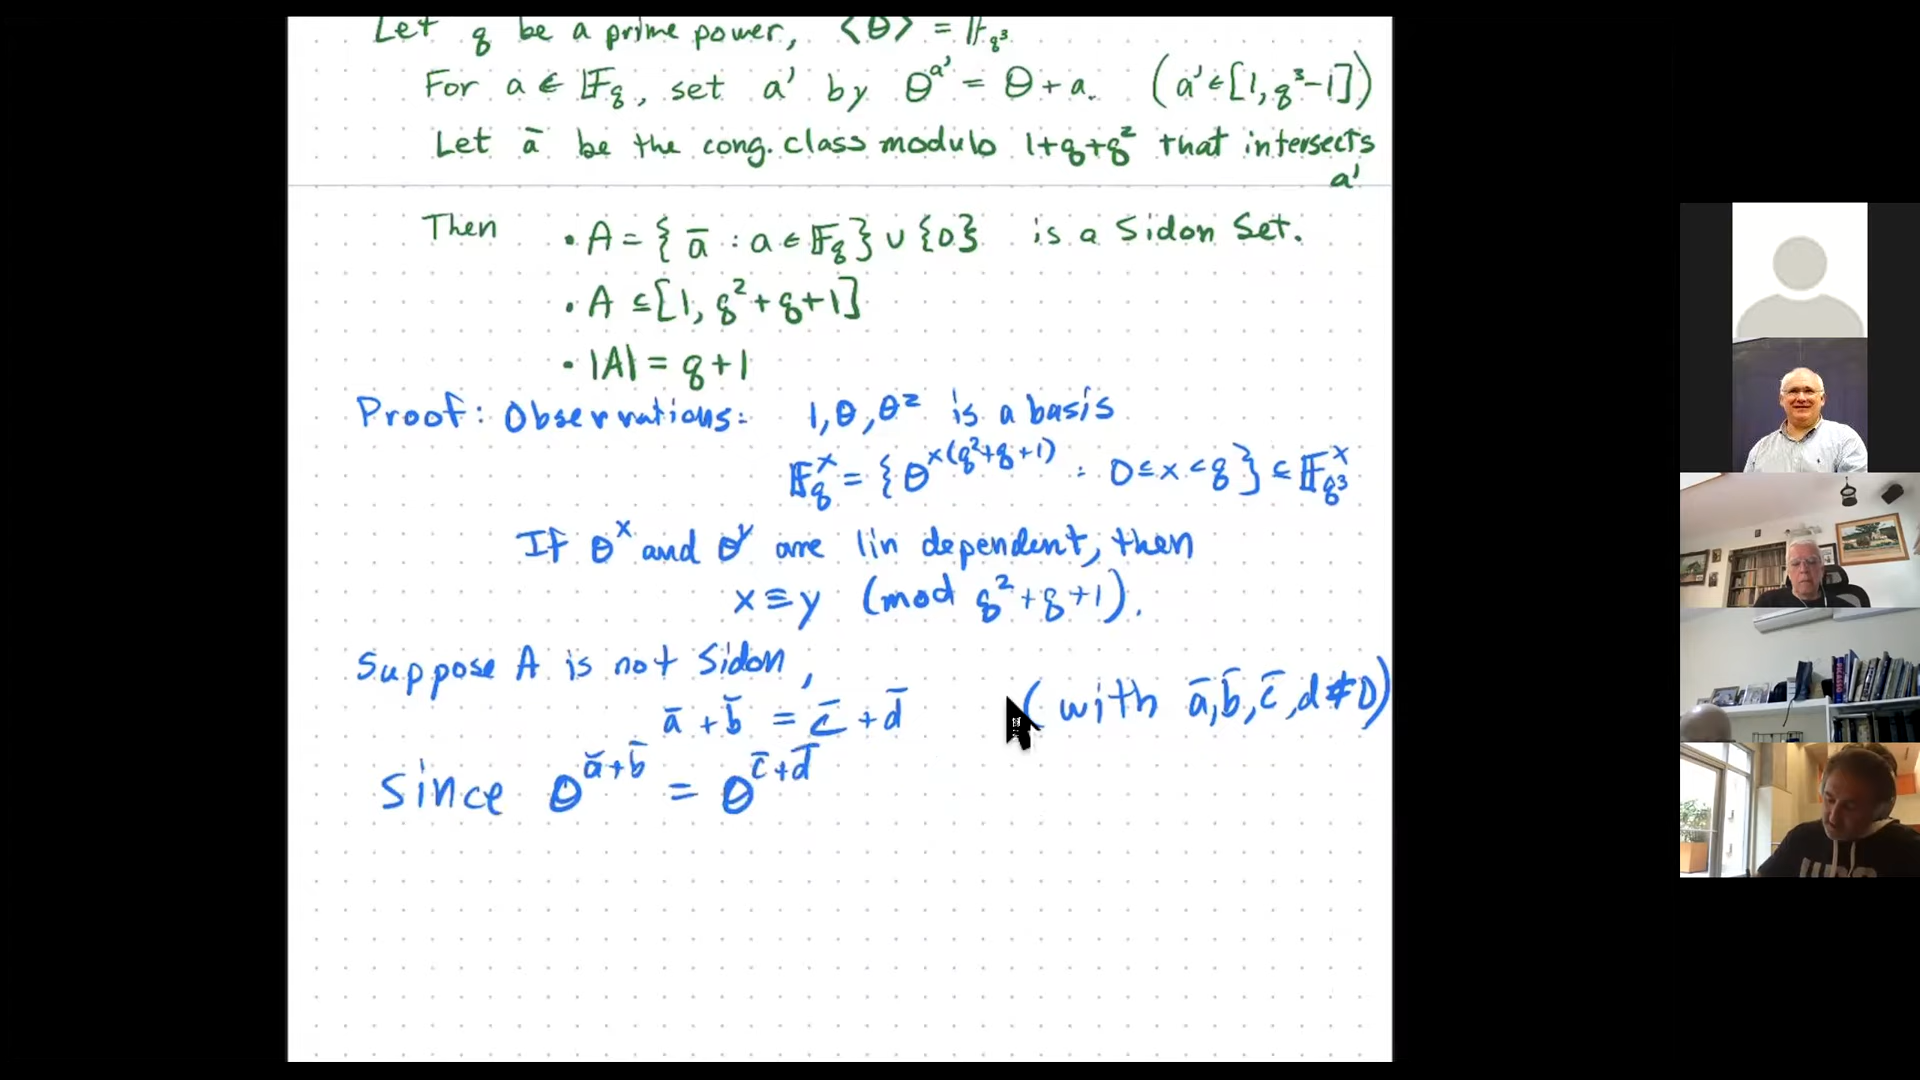 Let q be a prime power, ⟨θ⟩ = 𝔽_{q³}
For a ∈ 𝔽_q, set a' by θ^{a'} = θ + a. (a' ∈ [1, q³-1])
Let ā be the cong. class modulo 1+q+q² that intersects
a'
Then • A = { ā : a ∈ 𝔽_q } ∪ {0} is a Sidon Set.
• A ⊆ [1, q²+q+1]
• |A| = q+1
Proof: Observations: 1, θ, θ² is a basis
𝔽_q^× = { θ^{x(q²+q+1)} : 0 ≤ x < q } ⊆ 𝔽_{q³}^×
If θ^x and θ^y are lin dependent, then
x ≡ y (mod q²+q+1).
Suppose A is not Sidon,
ā + b̄ = c̄ + d̄ (with ā, b̄, c̄, d ≠ 0)
Since θ^{ā+b̄} = θ^{c̄+d̄}